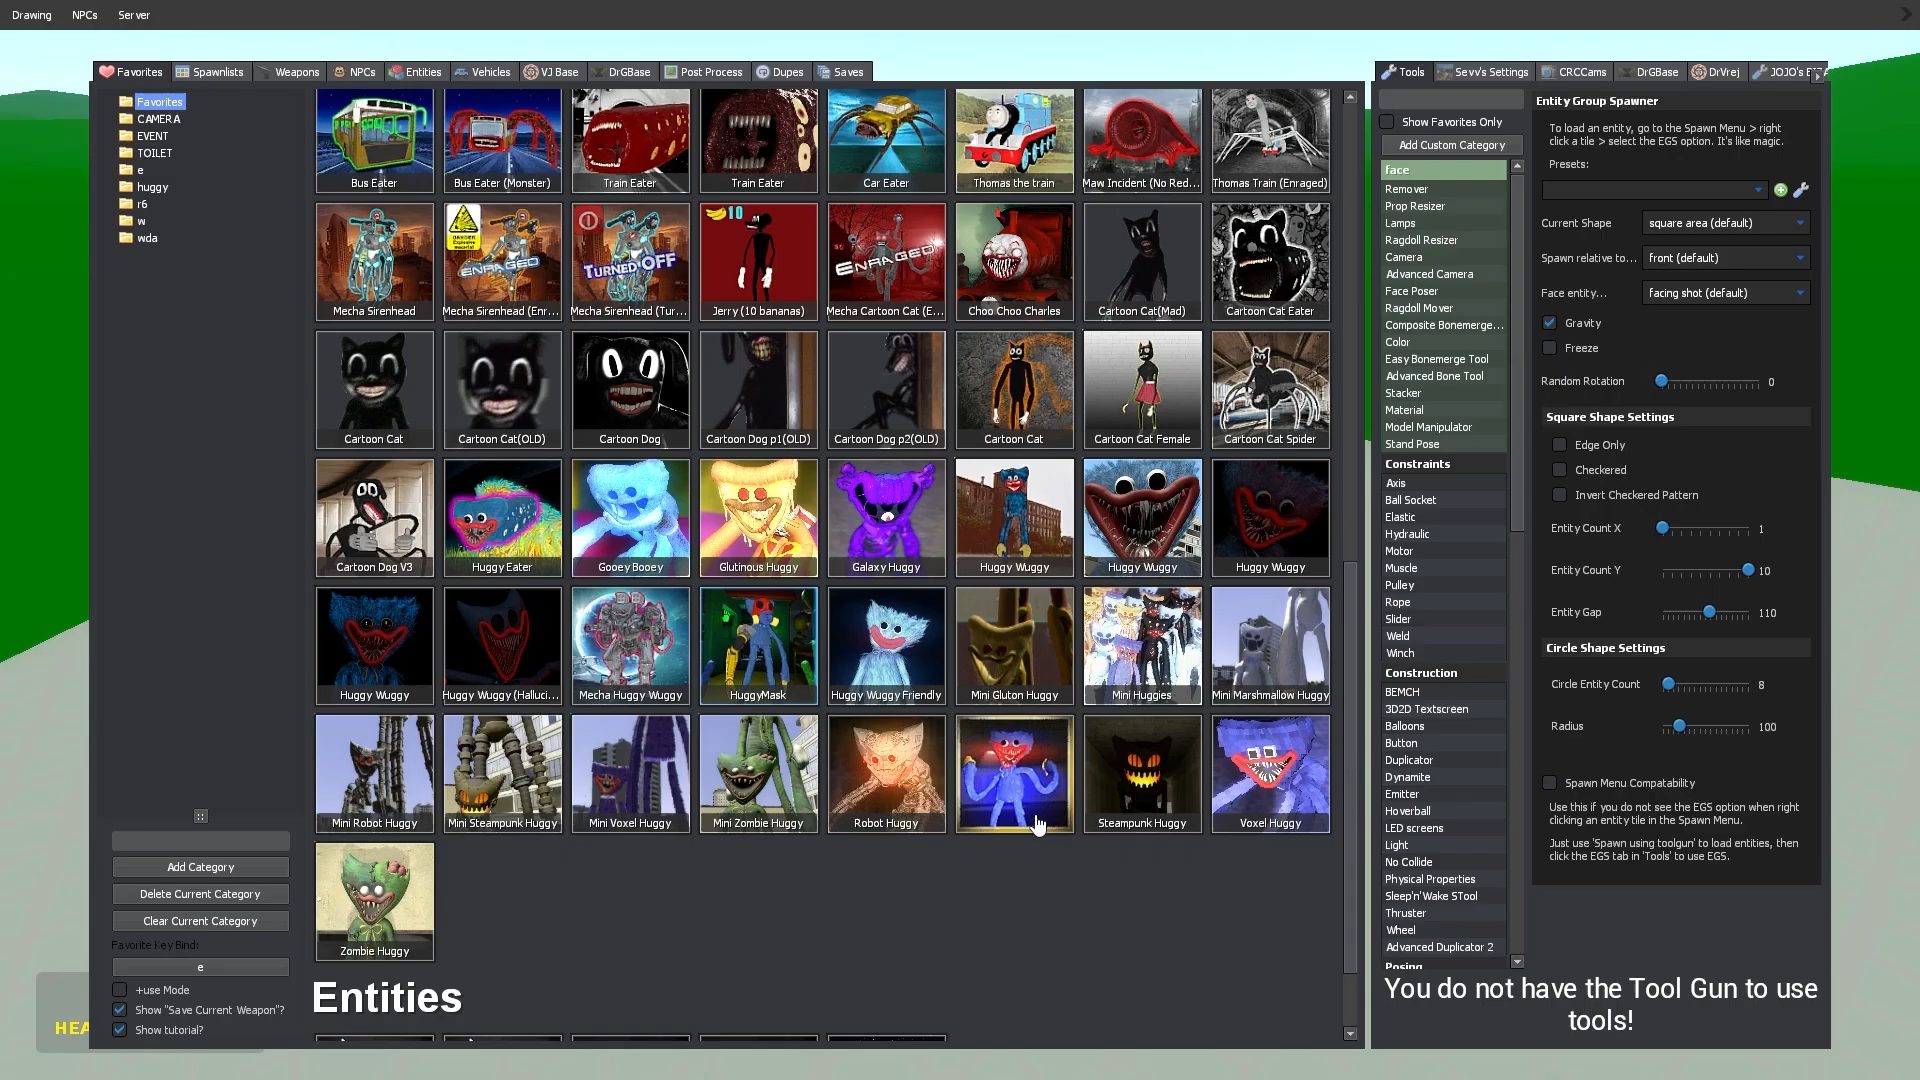 Drawing NPCs Server
Favorites Spawnlists Weapons NPCs Entities Vehicles VJ Base DrGBase Post Process Dupes Saves
Favorites
CAMERA
EVENT
TOILET
e
huggy
r6
w
wda
Bus Eater Bus Eater (Monster) Train Eater Train Eater Car Eater Thomas the train Maw Incident (No Red... Thomas Train (Enraged)
DANGER
ENRAGED
TURNED OFF
10
ENRAGED
Mecha Sirenhead Mecha Sirenhead (Enr... Mecha Sirenhead (Tur... Jerry (10 bananas) Mecha Cartoon Cat (E... Choo Choo Charles Cartoon Cat(Mad) Cartoon Cat Eater
Cartoon Cat Cartoon Cat(OLD) Cartoon Dog Cartoon Dog p1(OLD) Cartoon Dog p2(OLD) Cartoon Cat Cartoon Cat Female Cartoon Cat Spider
Cartoon Dog V3 Huggy Eater Gooey Booey Glutinous Huggy Galaxy Huggy Huggy Wuggy Huggy Wuggy Huggy Wuggy
Huggy Wuggy Huggy Wuggy (Halluci... Mecha Huggy Wuggy HuggyMask Huggy Wuggy Friendly Mini Gluton Huggy Mini Huggies Mini Marshmallow Huggy
Mini Robot Huggy Mini Steampunk Huggy Mini Voxel Huggy Mini Zombie Huggy Robot Huggy Steampunk Huggy Voxel Huggy
Zombie Huggy
Entities
Add Category
Delete Current Category
Clear Current Category
Favorite Key Bind:
e
+use Mode
Show "Save Current Weapon"?
Show tutorial?
HEA
Tools Sevv's Settings CRCCams DrGBase DrVrej
Show Favorites Only
Add Custom Category
face
Remover
Prop Resizer
Lamps
Ragdoll Resizer
Camera
Advanced Camera
Face Poser
Ragdoll Mover
Composite Bonemerge...
Color
Easy Bonemerge Tool
Advanced Bone Tool
Stacker
Material
Model Manipulator
Stand Pose
Constraints
Axis
Ball Socket
Elastic
Hydraulic
Motor
Muscle
Pulley
Rope
Slider
Weld
Winch
Construction
BEMCH
3D2D Textscreen
Balloons
Button
Duplicator
Dynamite
Emitter
Hoverball
LED screens
Light
No Collide
Physical Properties
Sleep'n'Wake STool
Thruster
Wheel
Advanced Duplicator 2
Posing
Entity Group Spawner
To load an entity, go to the Spawn Menu > right
click a tile > select the EGS option. It's like magic.
Presets:
Current Shape square area (default)
Spawn relative to... front (default)
Face entity... facing shot (default)
Gravity
Freeze
Random Rotation 0
Square Shape Settings
Edge Only
Checkered
Invert Checkered Pattern
Entity Count X 1
Entity Count Y 10
Entity Gap 110
Circle Shape Settings
Circle Entity Count 8
Radius 100
Spawn Menu Compatability
Use this if you do not see the EGS option when right
clicking an entity tile in the Spawn Menu.
Just use 'Spawn using toolgun' to load entities, then
click the EGS tab in 'Tools' to use EGS.
You do not have the Tool Gun to use
tools!